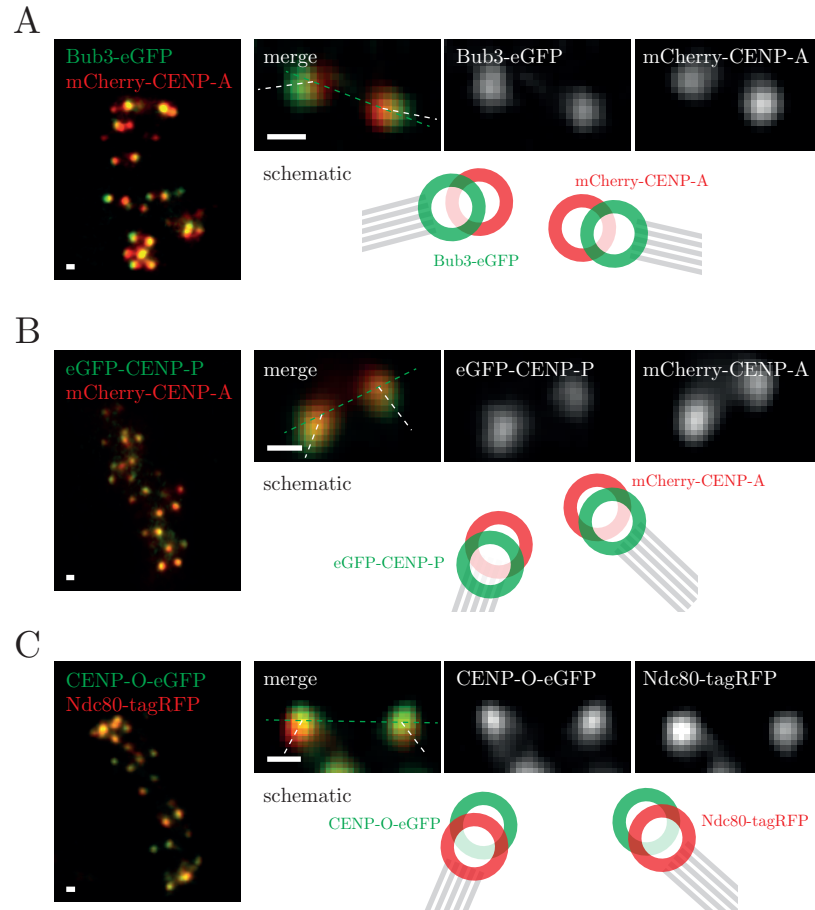 A
Bub3-eGFP
mCherry-CENP-A
merge
Bub3-eGFP
mCherry-CENP-A
schematic
mCherry-CENP-A
Bub3-eGFP
B
eGFP-CENP-P
mCherry-CENP-A
merge
eGFP-CENP-P
mCherry-CENP-A
schematic
mCherry-CENP-A
eGFP-CENP-P
C
CENP-O-eGFP
Ndc80-tagRFP
merge
CENP-O-eGFP
Ndc80-tagRFP
schematic
CENP-O-eGFP
Ndc80-tagRFP